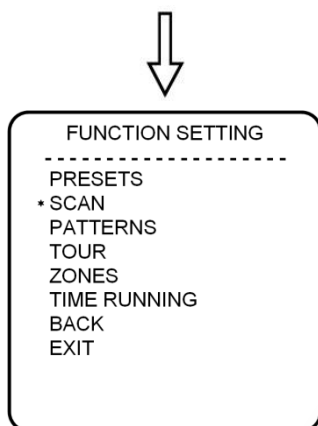 FUNCTION SETTING
- - - - - - - - - - - - - - - - - - - - -
PRESETS
* SCAN
PATTERNS
TOUR
ZONES
TIME RUNNING
BACK
EXIT